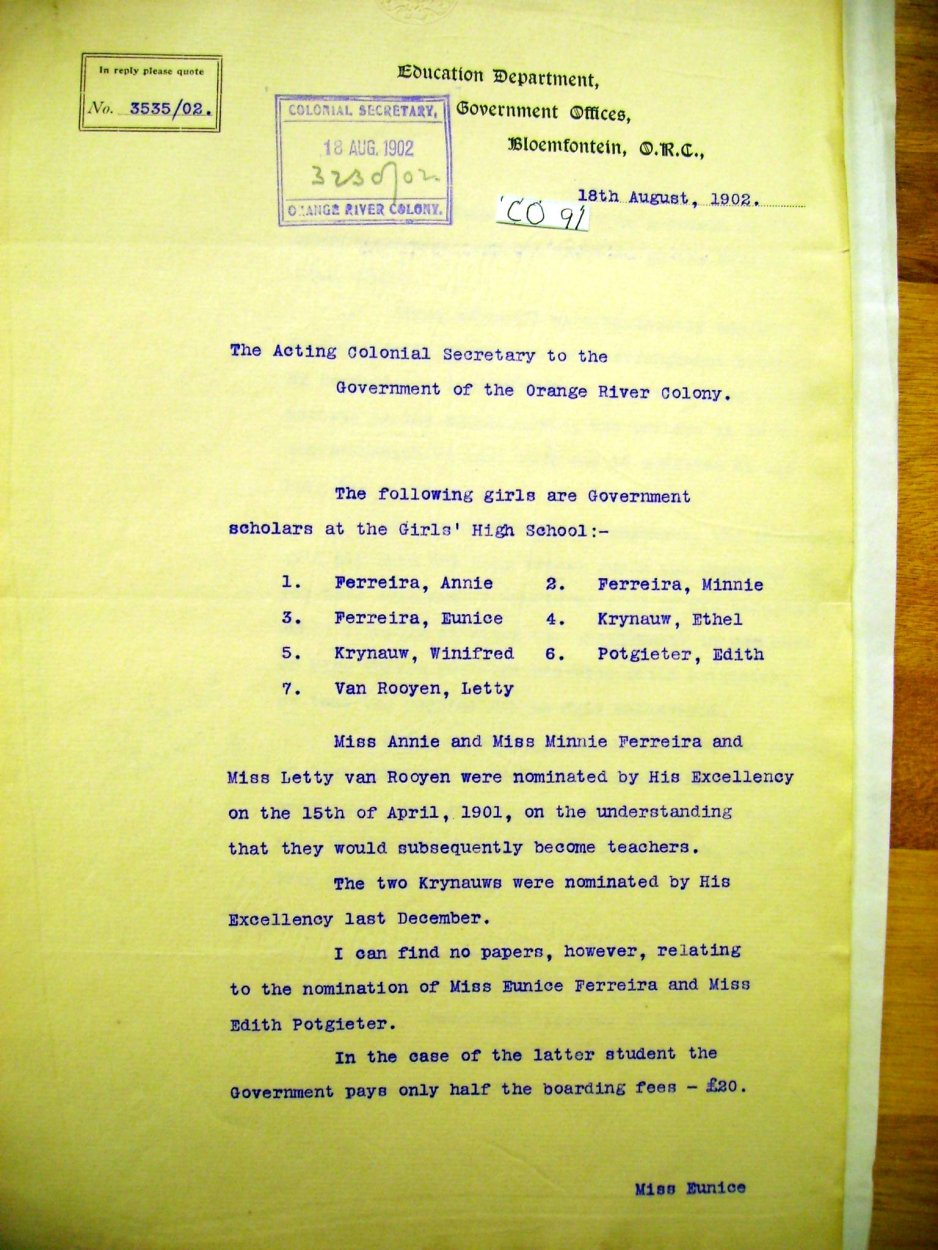 In reply please quote
No. 3535/02.
Education Department,
Government Offices,
Bloemfontein, O.R.C.,
18th August, 1902.
COLONIAL SECRETARY,
18 AUG. 1902
3230/02
ORANGE RIVER COLONY.
CO 91
The Acting Colonial Secretary to the
Government of the Orange River Colony.
The following girls are Government
scholars at the Girls' High School:-
1. Ferreira, Annie 2. Ferreira, Minnie
3. Ferreira, Eunice 4. Krynauw, Ethel
5. Krynauw, Winifred 6. Potgieter, Edith
7. Van Rooyen, Letty
Miss Annie and Miss Minnie Ferreira and
Miss Letty van Rooyen were nominated by His Excellency
on the 15th of April, 1901, on the understanding
that they would subsequently become teachers.
The two Krynauws were nominated by His
Excellency last December.
I can find no papers, however, relating
to the nomination of Miss Eunice Ferreira and Miss
Edith Potgieter.
In the case of the latter student the
Government pays only half the boarding fees - £20.
Miss Eunice